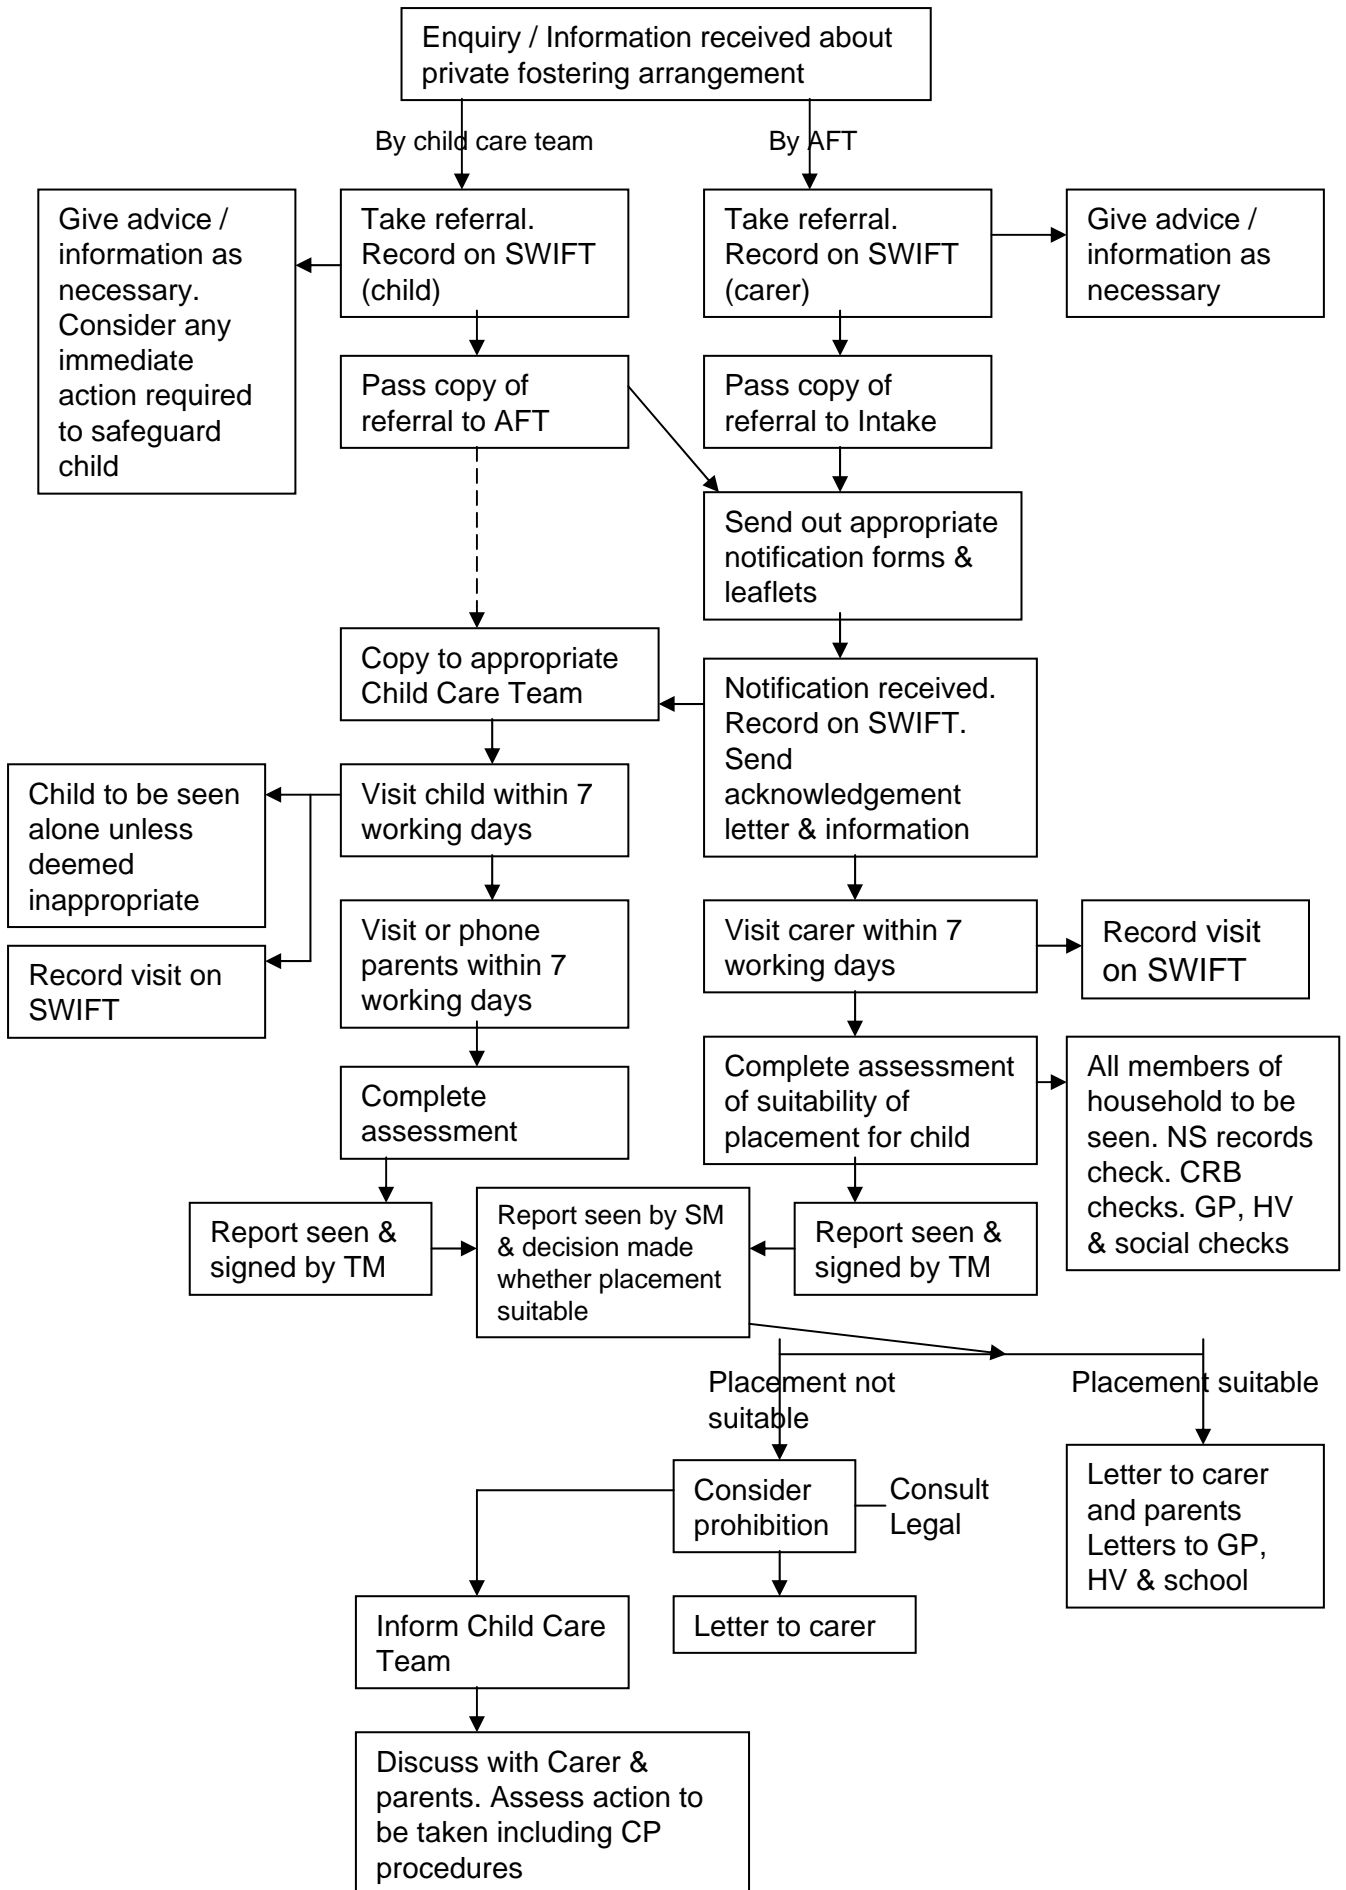 Enquiry / Information received about
private fostering arrangement
By child care team
By AFT
Give advice /
information as
necessary.
Consider any
immediate
action required
to safeguard
child
Take referral.
Record on SWIFT
(child)
Take referral.
Record on SWIFT
(carer)
Give advice /
information as
necessary
Pass copy of
referral to AFT
Pass copy of
referral to Intake
Send out appropriate
notification forms &
leaflets
Copy to appropriate
Child Care Team
Notification received.
Record on SWIFT.
Send
acknowledgement
letter & information
Child to be seen
alone unless
deemed
inappropriate
Visit child within 7
working days
Record visit on
SWIFT
Visit or phone
parents within 7
working days
Visit carer within 7
working days
Record visit
on SWIFT
Complete
assessment
Complete assessment
of suitability of
placement for child
All members of
household to be
seen. NS records
check. CRB
checks. GP, HV
& social checks
Report seen &
signed by TM
Report seen by SM
& decision made
whether placement
suitable
Report seen &
signed by TM
Placement not
suitable
Placement suitable
Consider
prohibition
Consult
Legal
Letter to carer
and parents
Letters to GP,
HV & school
Inform Child Care
Team
Letter to carer
Discuss with Carer &
parents. Assess action to
be taken including CP
procedures